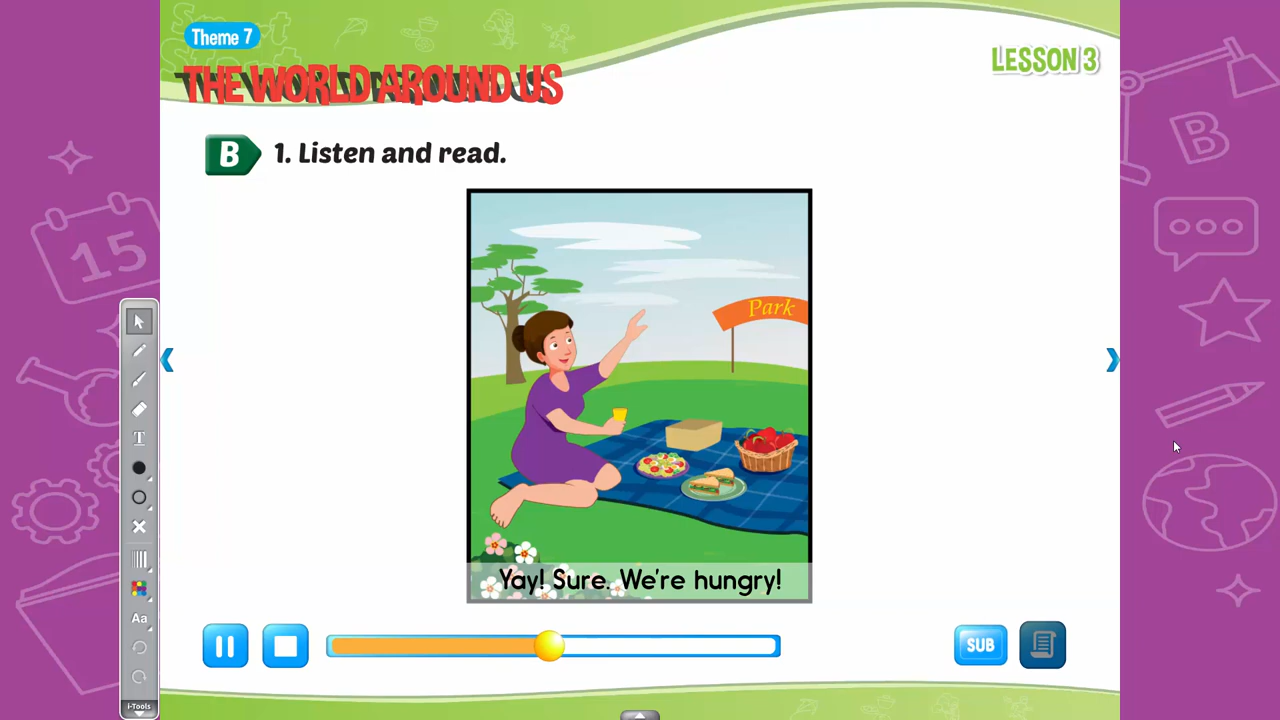 Theme 7
THE WORLD AROUND US
LESSON 3
B 1. Listen and read.
Park
Yay! Sure. We're hungry!
SUB
T
Aa
i-Tools
15
B